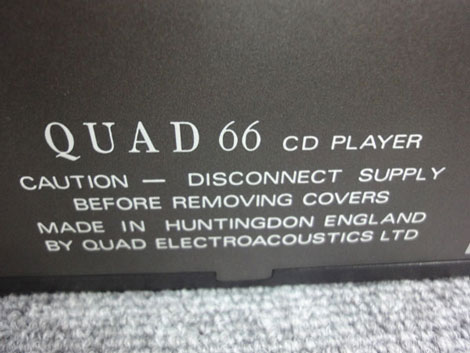 QUAD 66 CD PLAYER
CAUTION — DISCONNECT SUPPLY
BEFORE REMOVING COVERS
MADE IN HUNTINGDON ENGLAND
BY QUAD ELECTROACOUSTICS LTD